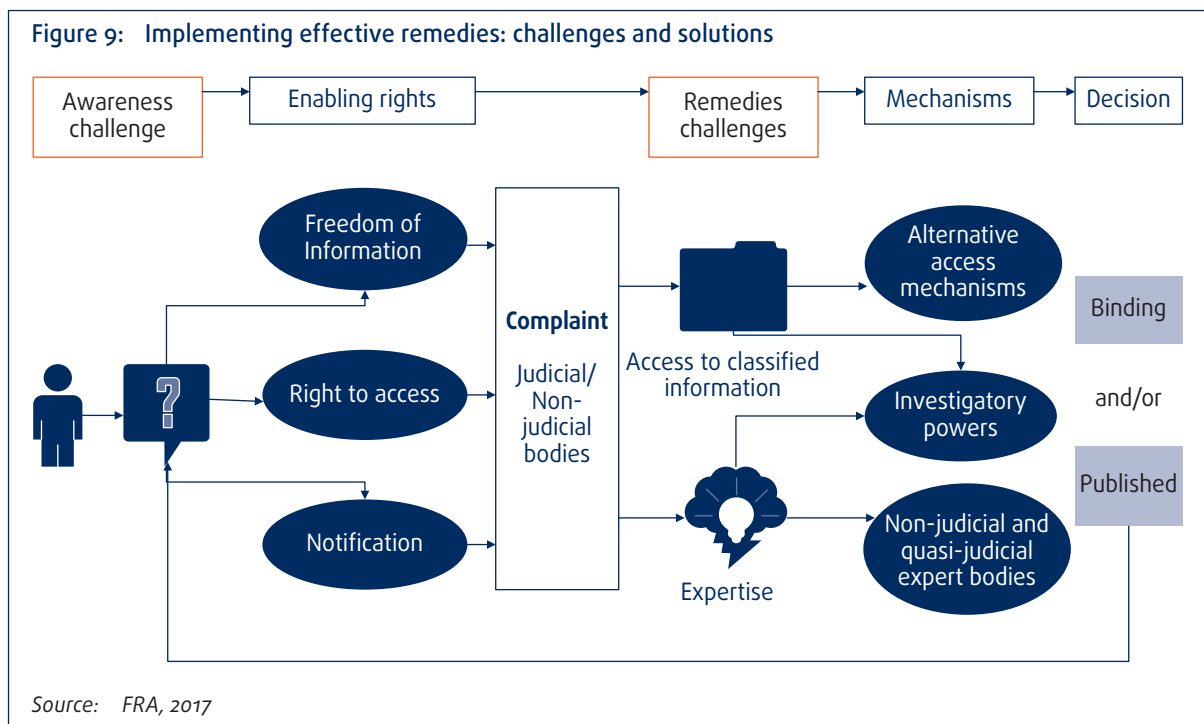 Figure 9: Implementing effective remedies: challenges and solutions
Awareness
challenge
Enabling rights
Remedies
challenges
Mechanisms
Decision
Freedom of
Information
?
Right to access
Notification
Complaint
Judicial/
Non-
judicial
bodies
Access to classified
information
Expertise
Alternative
access
mechanisms
Investigatory
powers
Non-judicial and
quasi-judicial
expert bodies
Binding
and/or
Published
Source: FRA, 2017